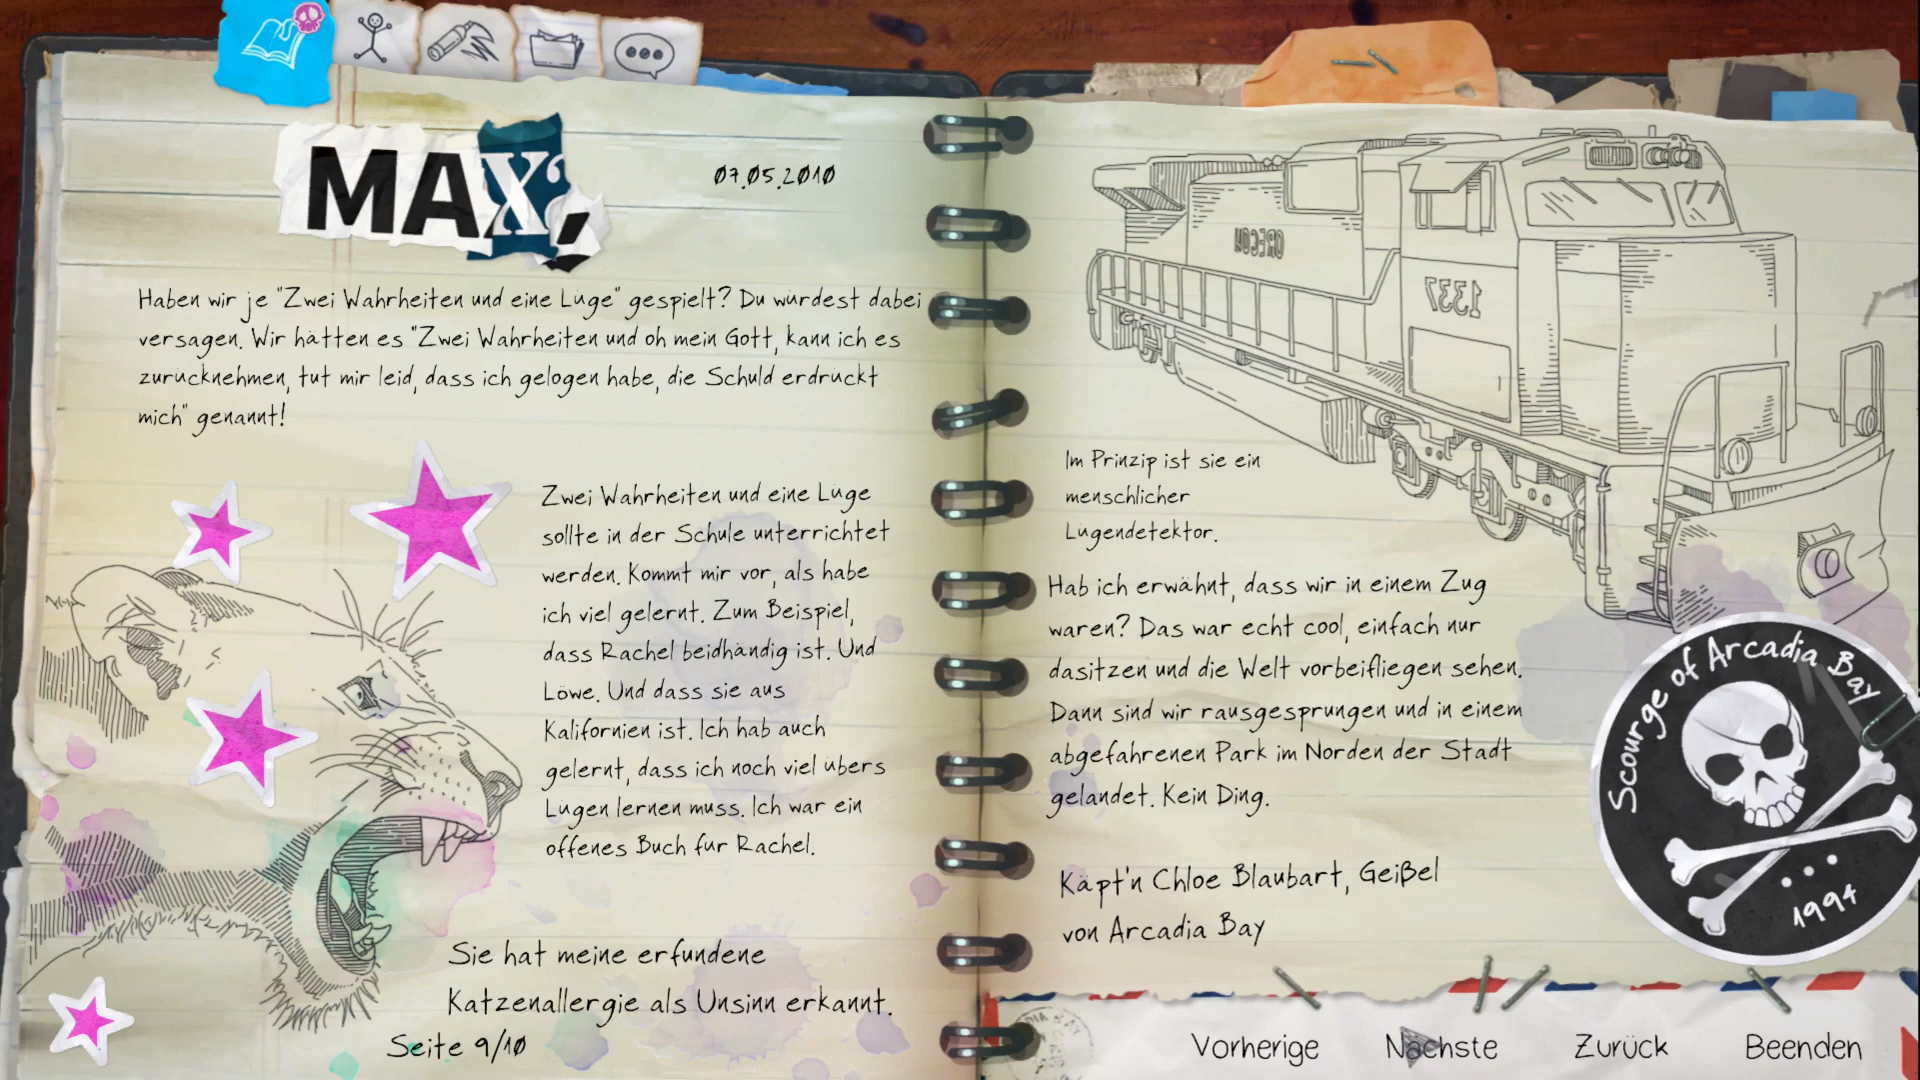 MAX,
07.05.2010
Haben wir je "Zwei Wahrheiten und eine Lüge" gespielt? Du würdest dabei
versagen. Wir hätten es "Zwei Wahrheiten und oh mein Gott, kann ich es
zurücknehmen, tut mir leid, dass ich gelogen habe, die Schuld erdrückt
mich" genannt!
Zwei Wahrheiten und eine Lüge
sollte in der Schule unterrichtet
werden. Kommt mir vor, als habe
ich viel gelernt. Zum Beispiel,
dass Rachel beidhändig ist. Und
Löwe. Und dass sie aus
Kalifornien ist. Ich hab auch
gelernt, dass ich noch viel übers
Lügen lernen muss. Ich war ein
offenes Buch für Rachel.
Sie hat meine erfundene
Katzenallergie als Unsinn erkannt.
Seite 9/10
OREGON
1337
Im Prinzip ist sie ein
menschlicher
Lügendetektor.
Hab ich erwähnt, dass wir in einem Zug
waren? Das war echt cool, einfach nur
dasitzen und die Welt vorbeifliegen sehen.
Dann sind wir rausgesprungen und in einem
abgefahrenen Park im Norden der Stadt
gelandet. Kein Ding.
Käpt'n Chloe Blaubart, Geißel
von Arcadia Bay
Scourge of Arcadia Bay
1994
Vorherige Nächste Zurück Beenden